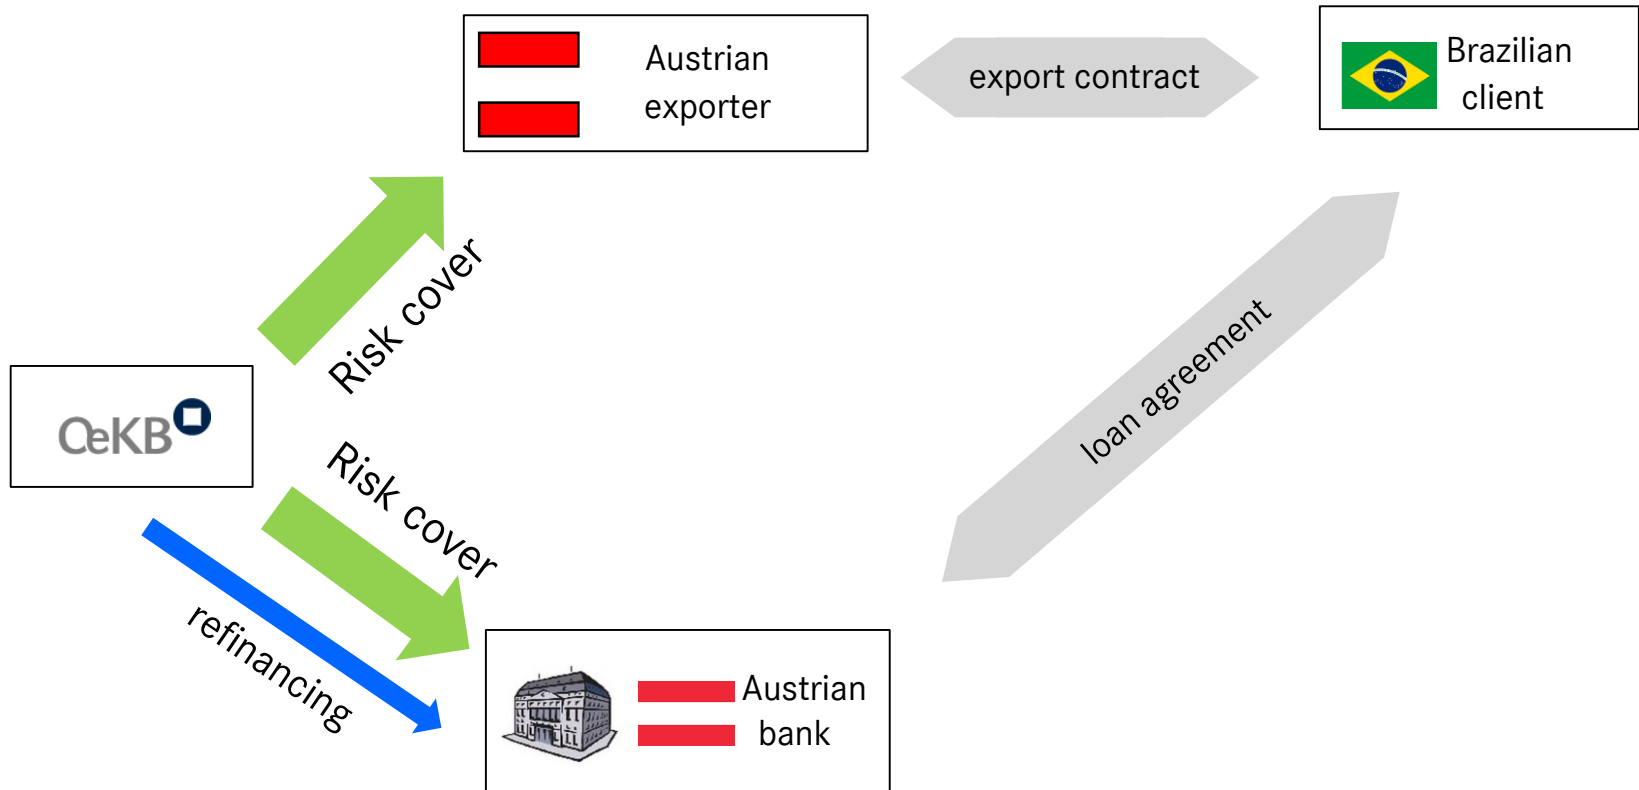 Austrian
exporter
export contract
Brazilian
client
Risk cover
loan agreement
OeKB
Risk cover
refinancing
Austrian
bank